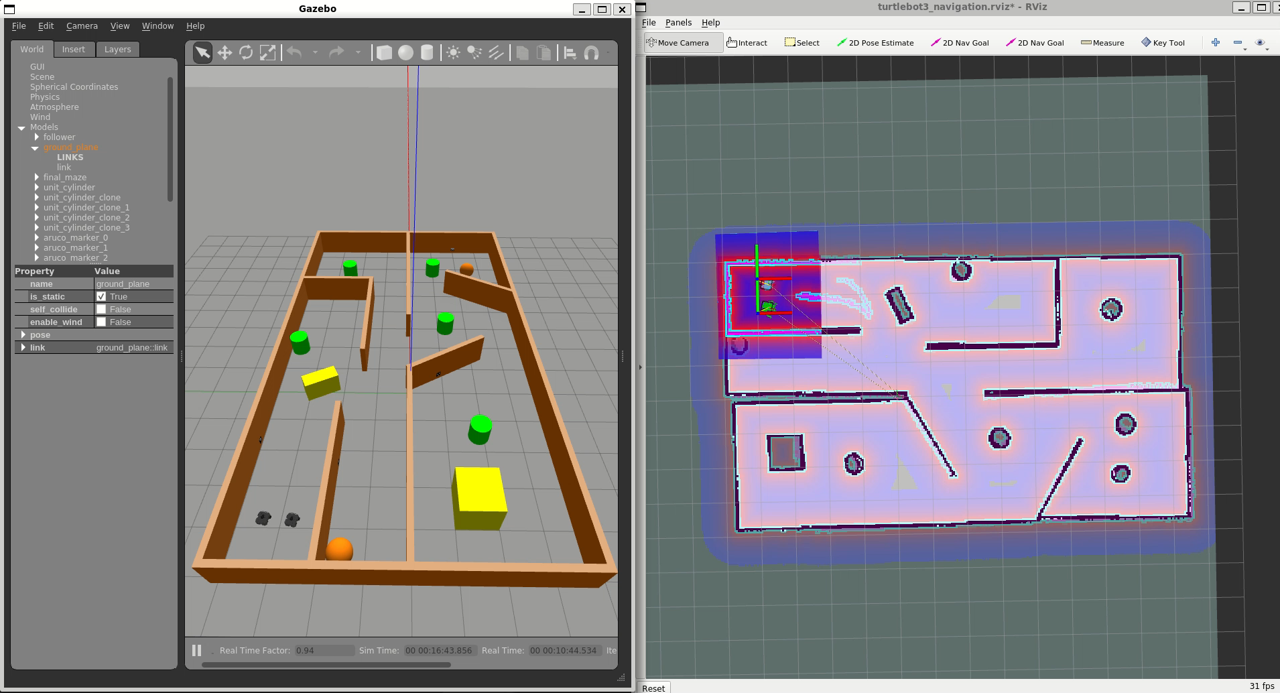 Gazebo
File Edit Camera View Window Help
World Insert Layers
GUI
Scene
Spherical Coordinates
Physics
Atmosphere
Wind
Models
follower
ground_plane
LINKS
link
final_maze
unit_cylinder
unit_cylinder_clone
unit_cylinder_clone_1
unit_cylinder_clone_2
unit_cylinder_clone_3
aruco_marker_0
aruco_marker_1
aruco_marker_2
Property Value
name ground_plane
is_static True
self_collide False
enable_wind False
pose
link ground_plane::link
Real Time Factor: 0.94 Sim Time: 00 00:16:43.856 Real Time: 00 00:10:44.534 Ite
turtlebot3_navigation.rviz* - RViz
File Panels Help
Move Camera Interact Select 2D Pose Estimate 2D Nav Goal 2D Nav Goal Measure Key Tool
Reset 31 fps